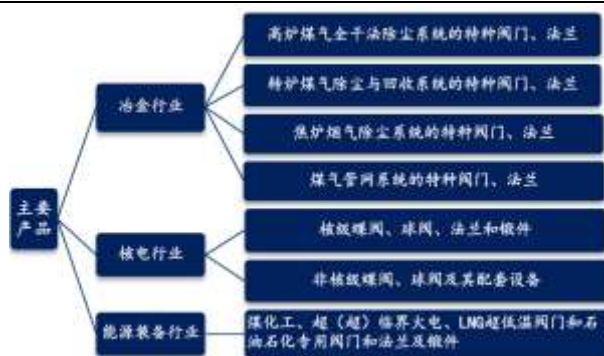 主要
产品
冶金行业
高炉煤气全干法除尘系统的特种阀门、法兰
转炉煤气除尘与回收系统的特种阀门、法兰
焦炉烟气除尘系统的特种阀门、法兰
煤气管网系统的特种阀门、法兰
核电行业
核级蝶阀、球阀、法兰和锻件
非核级蝶阀、球阀及其配套设备
能源装备行业
煤化工、超（超）临界火电、LNG超低温阀门和石
油石化专用阀门和法兰及锻件